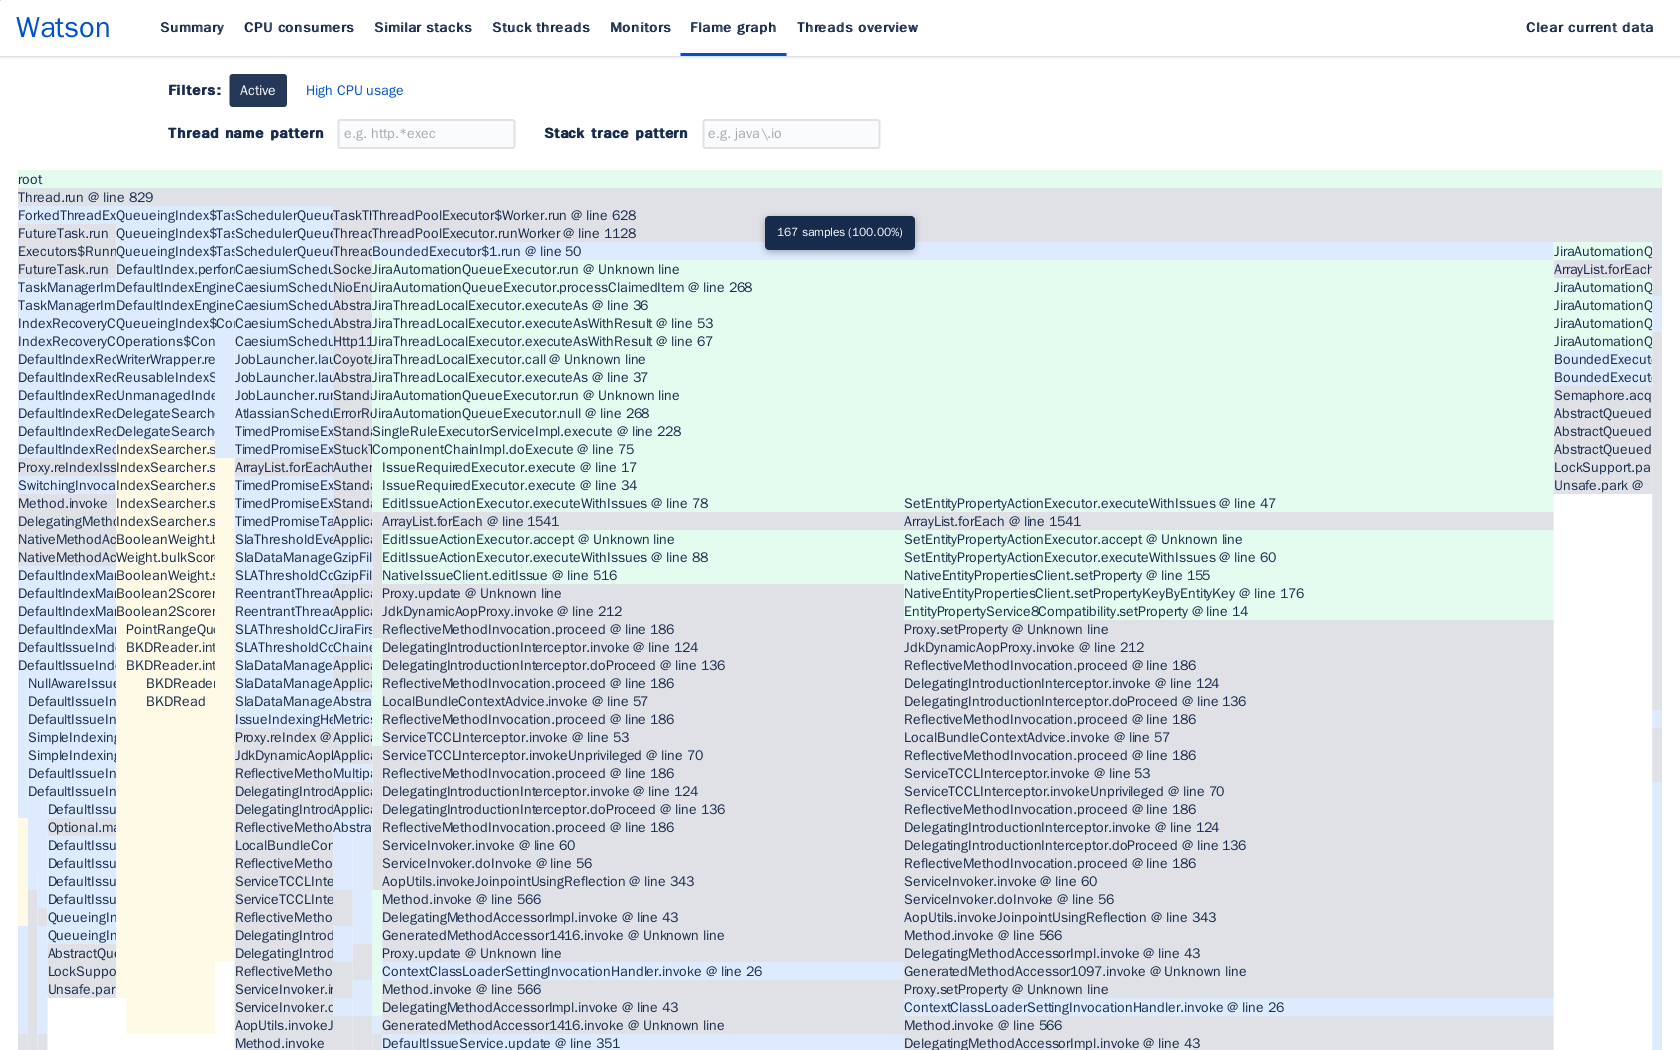 Watson Summary CPU consumers Similar stacks Stuck threads Monitors Flame graph Threads overview Clear current data
Filters: Active High CPU usage
Thread name pattern e.g. http.*exec Stack trace pattern e.g. java\.io
root
Thread.run @ line 829
ForkedThreadEx QueueingIndex$Tas SchedulerQueue TaskTh ThreadPoolExecutor$Worker.run @ line 628
FutureTask.run QueueingIndex$Tas SchedulerQueue Thread ThreadPoolExecutor.runWorker @ line 1128
167 samples (100.00%)
Executors$Runn QueueingIndex$Tas SchedulerQueue Thread BoundedExecutor$1.run @ line 50 JiraAutomationQ
FutureTask.run DefaultIndex.perforn CaesiumSchedu Socke JiraAutomationQueueExecutor.run @ Unknown line ArrayList.forEach
TaskManagerIm DefaultIndexEngine CaesiumSchedu NioEnd JiraAutomationQueueExecutor.processClaimedItem @ line 268 JiraAutomationQ
TaskManagerIm DefaultIndexEngine CaesiumSchedu Abstra JiraThreadLocalExecutor.executeAs @ line 36 JiraAutomationQ
IndexRecoveryC QueueingIndex$Con CaesiumSchedu Abstra JiraThreadLocalExecutor.executeAsWithResult @ line 53 JiraAutomationQ
IndexRecoveryC Operations$Con CaesiumSchedu Http11 JiraThreadLocalExecutor.executeAsWithResult @ line 67 JiraAutomationQ
DefaultIndexRec WriterWrapper.re JobLauncher.lau Coyote JiraThreadLocalExecutor.call @ Unknown line BoundedExecut
DefaultIndexRec ReusableIndexS JobLauncher.lau Abstra JiraThreadLocalExecutor.executeAs @ line 37 BoundedExecut
DefaultIndexRec UnmanagedInde JobLauncher.rur Standa JiraAutomationQueueExecutor.run @ Unknown line Semaphore.acq
DefaultIndexRec DelegateSearch AtlassianSchedu ErrorRe JiraAutomationQueueExecutor.null @ line 268 AbstractQueued
DefaultIndexRec DelegateSearch TimedPromiseEx Standa SingleRuleExecutorServiceImpl.execute @ line 228 AbstractQueued
DefaultIndexRec IndexSearcher.s TimedPromiseEx StuckT ComponentChainImpl.doExecute @ line 75 AbstractQueued
Proxy.reIndexIss IndexSearcher.s ArrayList.forEach Auther IssueRequiredExecutor.execute @ line 17 LockSupport.pa
SwitchingInvoca IndexSearcher.s TimedPromiseEx Standa IssueRequiredExecutor.execute @ line 34 Unsafe.park @
Method.invoke IndexSearcher.s TimedPromiseEx Standa EditIssueActionExecutor.executeWithIssues @ line 78 SetEntityPropertyActionExecutor.executeWithIssues @ line 47
DelegatingMetho IndexSearcher.s TimedPromiseTa Applica ArrayList.forEach @ line 1541 ArrayList.forEach @ line 1541
NativeMethodAc BooleanWeight.b SlaThresholdEve Applica EditIssueActionExecutor.accept @ Unknown line SetEntityPropertyActionExecutor.accept @ Unknown line
NativeMethodAc Weight.bulkScor SlaDataManage GzipFil EditIssueActionExecutor.executeWithIssues @ line 88 SetEntityPropertyActionExecutor.executeWithIssues @ line 60
DefaultIndexMar BooleanWeight.s SLAThresholdCo GzipFil NativeIssueClient.editIssue @ line 516 NativeEntityPropertiesClient.setProperty @ line 155
DefaultIndexMar Boolean2Scorer ReentrantThread Applica Proxy.update @ Unknown line NativeEntityPropertiesClient.setPropertyKeyByEntityKey @ line 176
DefaultIndexMar Boolean2Scorer ReentrantThread Applica JdkDynamicAopProxy.invoke @ line 212 EntityPropertyService8Compatibility.setProperty @ line 14
DefaultIndexMar PointRangeQue SLAThresholdCo JiraFirs ReflectiveMethodInvocation.proceed @ line 186 Proxy.setProperty @ Unknown line
DefaultIssueInde BKDReader.int SLAThresholdCo Chaine DelegatingIntroductionInterceptor.invoke @ line 124 JdkDynamicAopProxy.invoke @ line 212
DefaultIssueInde BKDReader.int SlaDataManage Applica DelegatingIntroductionInterceptor.doProceed @ line 136 ReflectiveMethodInvocation.proceed @ line 186
NullAwareIssue BKDReader SlaDataManage Applica ReflectiveMethodInvocation.proceed @ line 186 DelegatingIntroductionInterceptor.invoke @ line 124
DefaultIssueIn BKDRead SlaDataManage Abstra LocalBundleContextAdvice.invoke @ line 57 DelegatingIntroductionInterceptor.doProceed @ line 136
DefaultIssueIn IssueIndexingHe Metrics ReflectiveMethodInvocation.proceed @ line 186 ReflectiveMethodInvocation.proceed @ line 186
SimpleIndexing Proxy.reIndex @ Applica ServiceTCCLInterceptor.invoke @ line 53 LocalBundleContextAdvice.invoke @ line 57
SimpleIndexing JdkDynamicAopl Applica ServiceTCCLInterceptor.invokeUnprivileged @ line 70 ReflectiveMethodInvocation.proceed @ line 186
DefaultIssueIn ReflectiveMetho Multipa ReflectiveMethodInvocation.proceed @ line 186 ServiceTCCLInterceptor.invoke @ line 53
DefaultIssueIn DelegatingIntrod Applica DelegatingIntroductionInterceptor.invoke @ line 124 ServiceTCCLInterceptor.invokeUnprivileged @ line 70
DefaultIssu DelegatingIntrod Applica DelegatingIntroductionInterceptor.doProceed @ line 136 ReflectiveMethodInvocation.proceed @ line 186
Optional.ma ReflectiveMetho Abstra ReflectiveMethodInvocation.proceed @ line 186 DelegatingIntroductionInterceptor.invoke @ line 124
DefaultIssu LocalBundleCor ServiceInvoker.invoke @ line 60 DelegatingIntroductionInterceptor.doProceed @ line 136
DefaultIssu ReflectiveMetho ServiceInvoker.doInvoke @ line 56 ReflectiveMethodInvocation.proceed @ line 186
DefaultIssu ServiceTCCLInte AopUtils.invokeJoinpointUsingReflection @ line 343 ServiceInvoker.invoke @ line 60
DefaultIssu ServiceTCCLInte Method.invoke @ line 566 ServiceInvoker.doInvoke @ line 56
QueueingIn ReflectiveMetho DelegatingMethodAccessorImpl.invoke @ line 43 AopUtils.invokeJoinpointUsingReflection @ line 343
QueueingIn DelegatingIntrod GeneratedMethodAccessor1416.invoke @ Unknown line Method.invoke @ line 566
AbstractQue DelegatingIntrod Proxy.update @ Unknown line DelegatingMethodAccessorImpl.invoke @ line 43
LockSuppo ReflectiveMetho ContextClassLoaderSettingInvocationHandler.invoke @ line 26 GeneratedMethodAccessor1097.invoke @ Unknown line
Unsafe.par ServiceInvoker.ir Method.invoke @ line 566 Proxy.setProperty @ Unknown line
ServiceInvoker.c DelegatingMethodAccessorImpl.invoke @ line 43 ContextClassLoaderSettingInvocationHandler.invoke @ line 26
AopUtils.invokeJ GeneratedMethodAccessor1416.invoke @ Unknown line Method.invoke @ line 566
Method.invoke DefaultIssueService.update @ line 351 DelegatingMethodAccessorImpl.invoke @ line 43